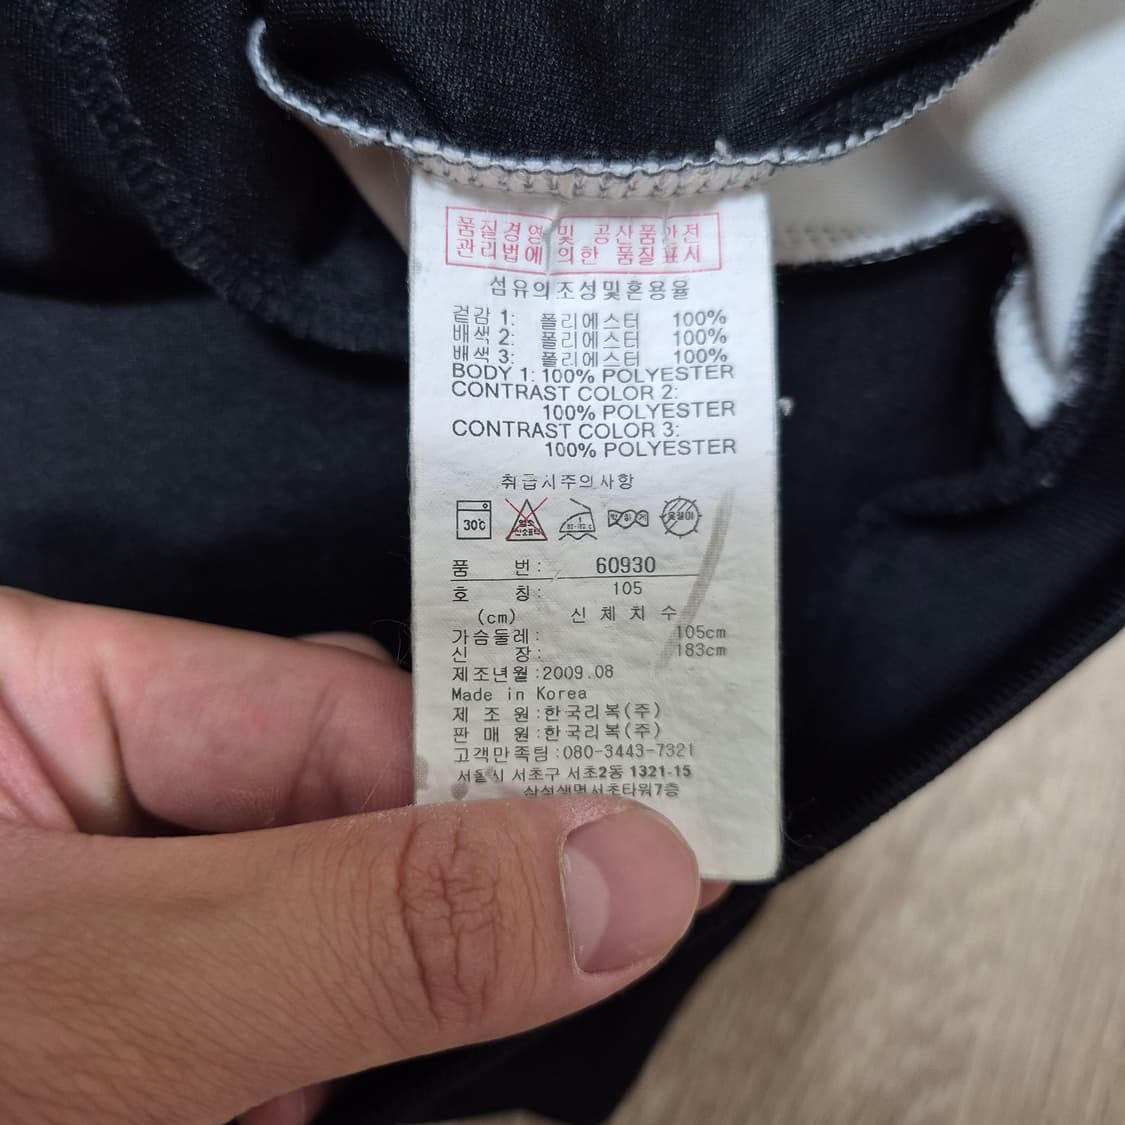 품질경영 및 공산품안전
관리법에 의한 품질표시
섬유의조성및혼용율
겉감 1: 폴리에스터 100%
배색 2: 폴리에스터 100%
배색 3: 폴리에스터 100%
BODY 1: 100% POLYESTER
CONTRAST COLOR 2:
100% POLYESTER
CONTRAST COLOR 3:
100% POLYESTER
취급시주의사항
30℃
품 번: 60930
호 칭: 105
(cm) 신 체 치 수
가슴둘레: 105cm
신 장: 183cm
제조년월:2009.08
Made in Korea
제 조 원:한국리복(주)
판 매 원:한국리복(주)
고객만족팀:080-3443-7321
서울시 서초구 서초2동 1321-15
삼성생명서초타워7층